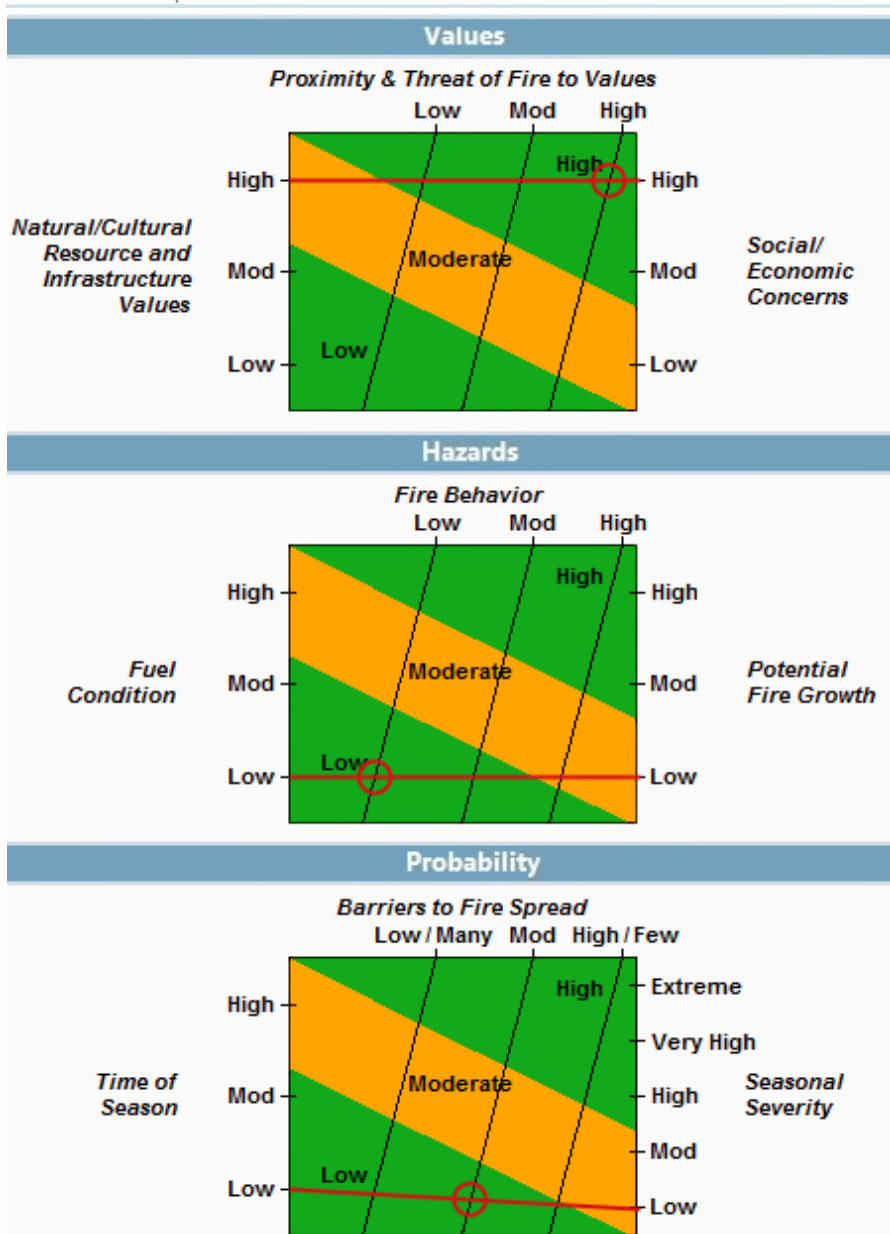 Values
Proximity & Threat of Fire to Values
Low Mod High
High
High High
Natural/Cultural
Resource and
Infrastructure
Values
Social/
Economic
Concerns
Moderate
Mod Mod
Low
Low Low
Hazards
Fire Behavior
Low Mod High
High
High High
Fuel
Condition
Moderate
Mod Mod
Potential
Fire Growth
Low
Low Low
Probability
Barriers to Fire Spread
Low / Many Mod High / Few
High Extreme
High
Very High
Time of
Season
Moderate
Mod High
Seasonal
Severity
Mod
Low
Low Low